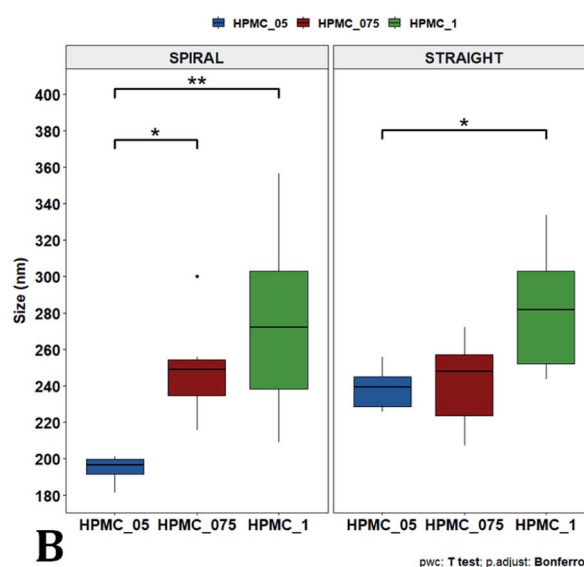 HPMC_05 HPMC_075 HPMC_1
SPIRAL STRAIGHT
** 
* *
Size (nm)
400
380
360
340
320
300
280
260
240
220
200
180
HPMC_05 HPMC_075 HPMC_1 HPMC_05 HPMC_075 HPMC_1
B
pwc: T test; p.adjust: Bonferro